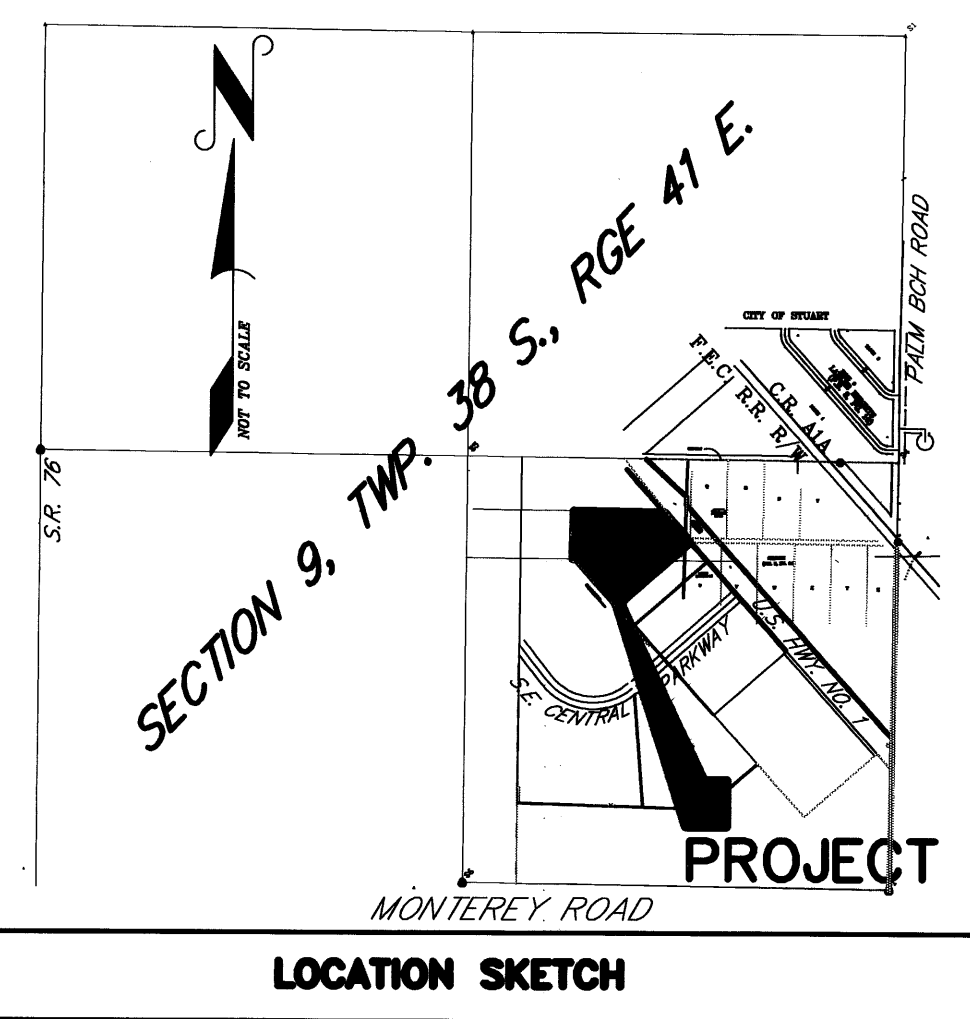 N
NOT TO SCALE
SECTION 9, TWP. 38 S., RGE 41 E.
PALM BCH ROAD
CITY OF STUART
F.E.C. R.R. R/W
C.R. A1A
S.R. 76
U.S. HWY. NO. 1
S.E. CENTRAL PARKWAY
PROJECT
MONTEREY ROAD
LOCATION SKETCH